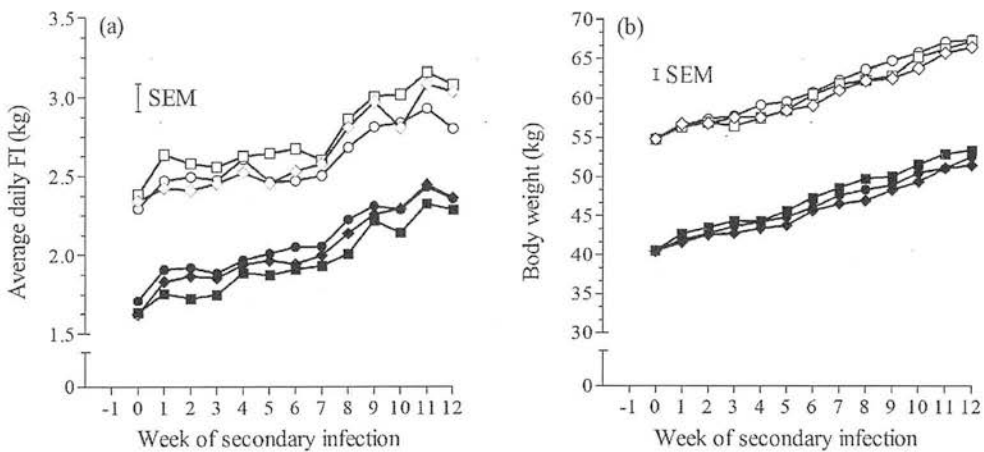 (a)
3.5
3.0
2.5
2.0
1.5
0
SEM
Average daily FI (kg)
-1 0 1 2 3 4 5 6 7 8 9 10 11 12
Week of secondary infection
(b)
70
65
60
55
50
45
40
35
30
0
SEM
Body weight (kg)
-1 0 1 2 3 4 5 6 7 8 9 10 11 12
Week of secondary infection